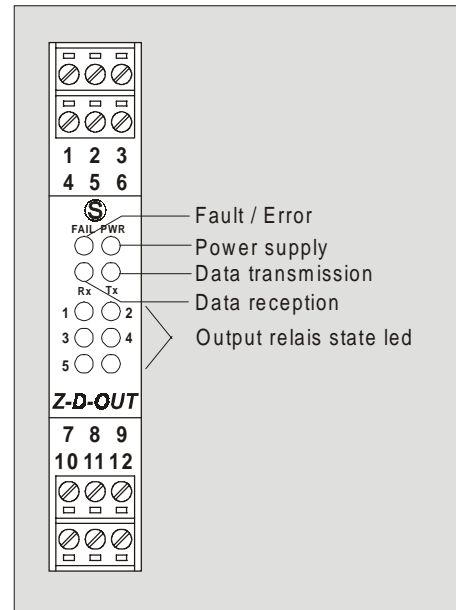 1 2 3
4 5 6
S
FAIL PWR
Fault / Error
Power supply
Data transmission
Rx Tx
Data reception
1 2
3 4
Output relais state led
5
Z-D-OUT
7 8 9
10 11 12